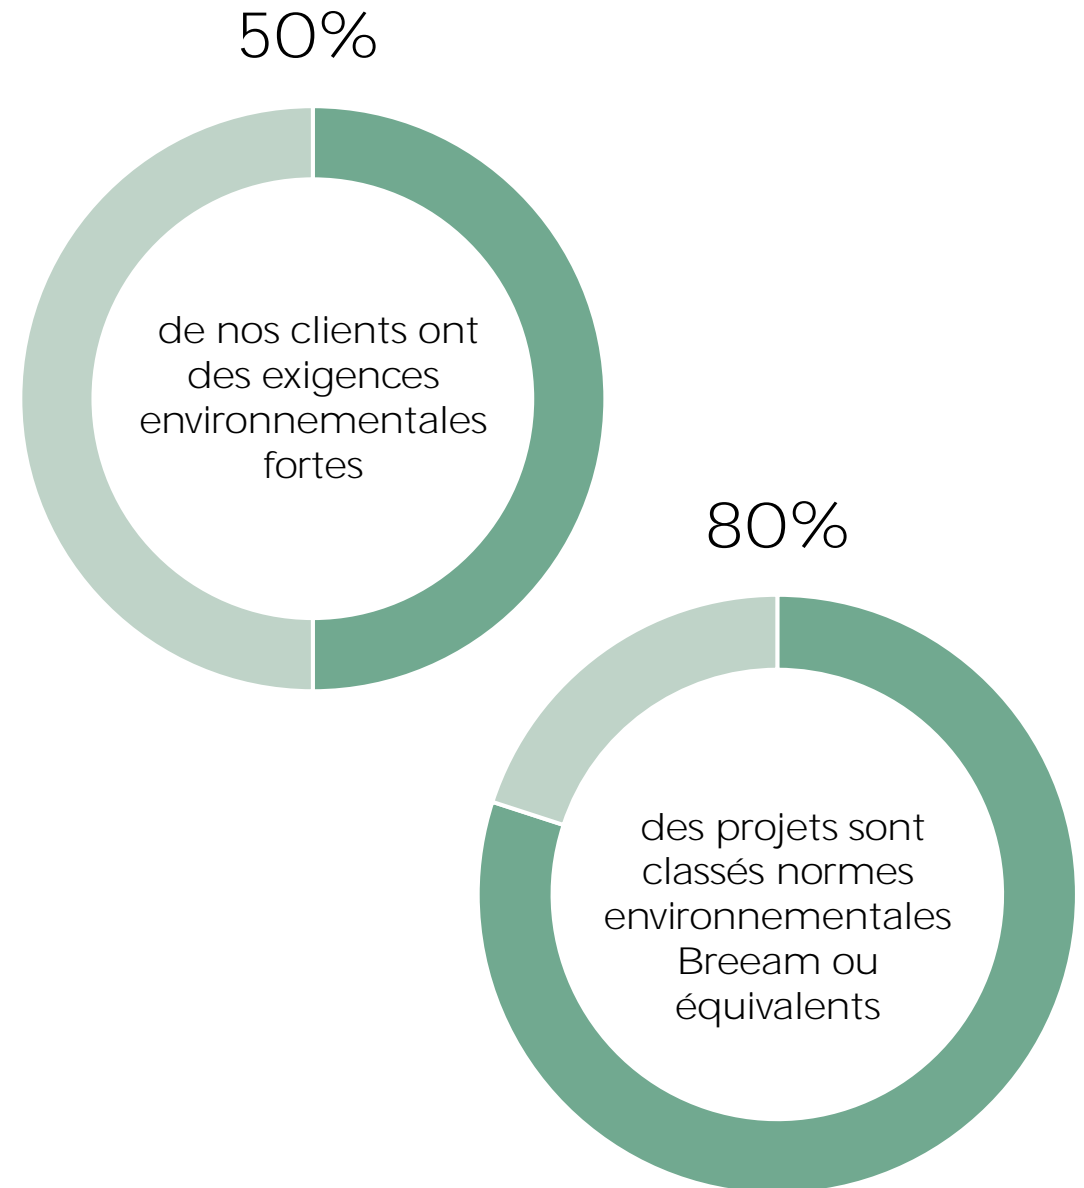 50%
de nos clients ont
des exigences
environnementales
fortes
80%
des projets sont
classés normes
environnementales
Breeam ou
équivalents